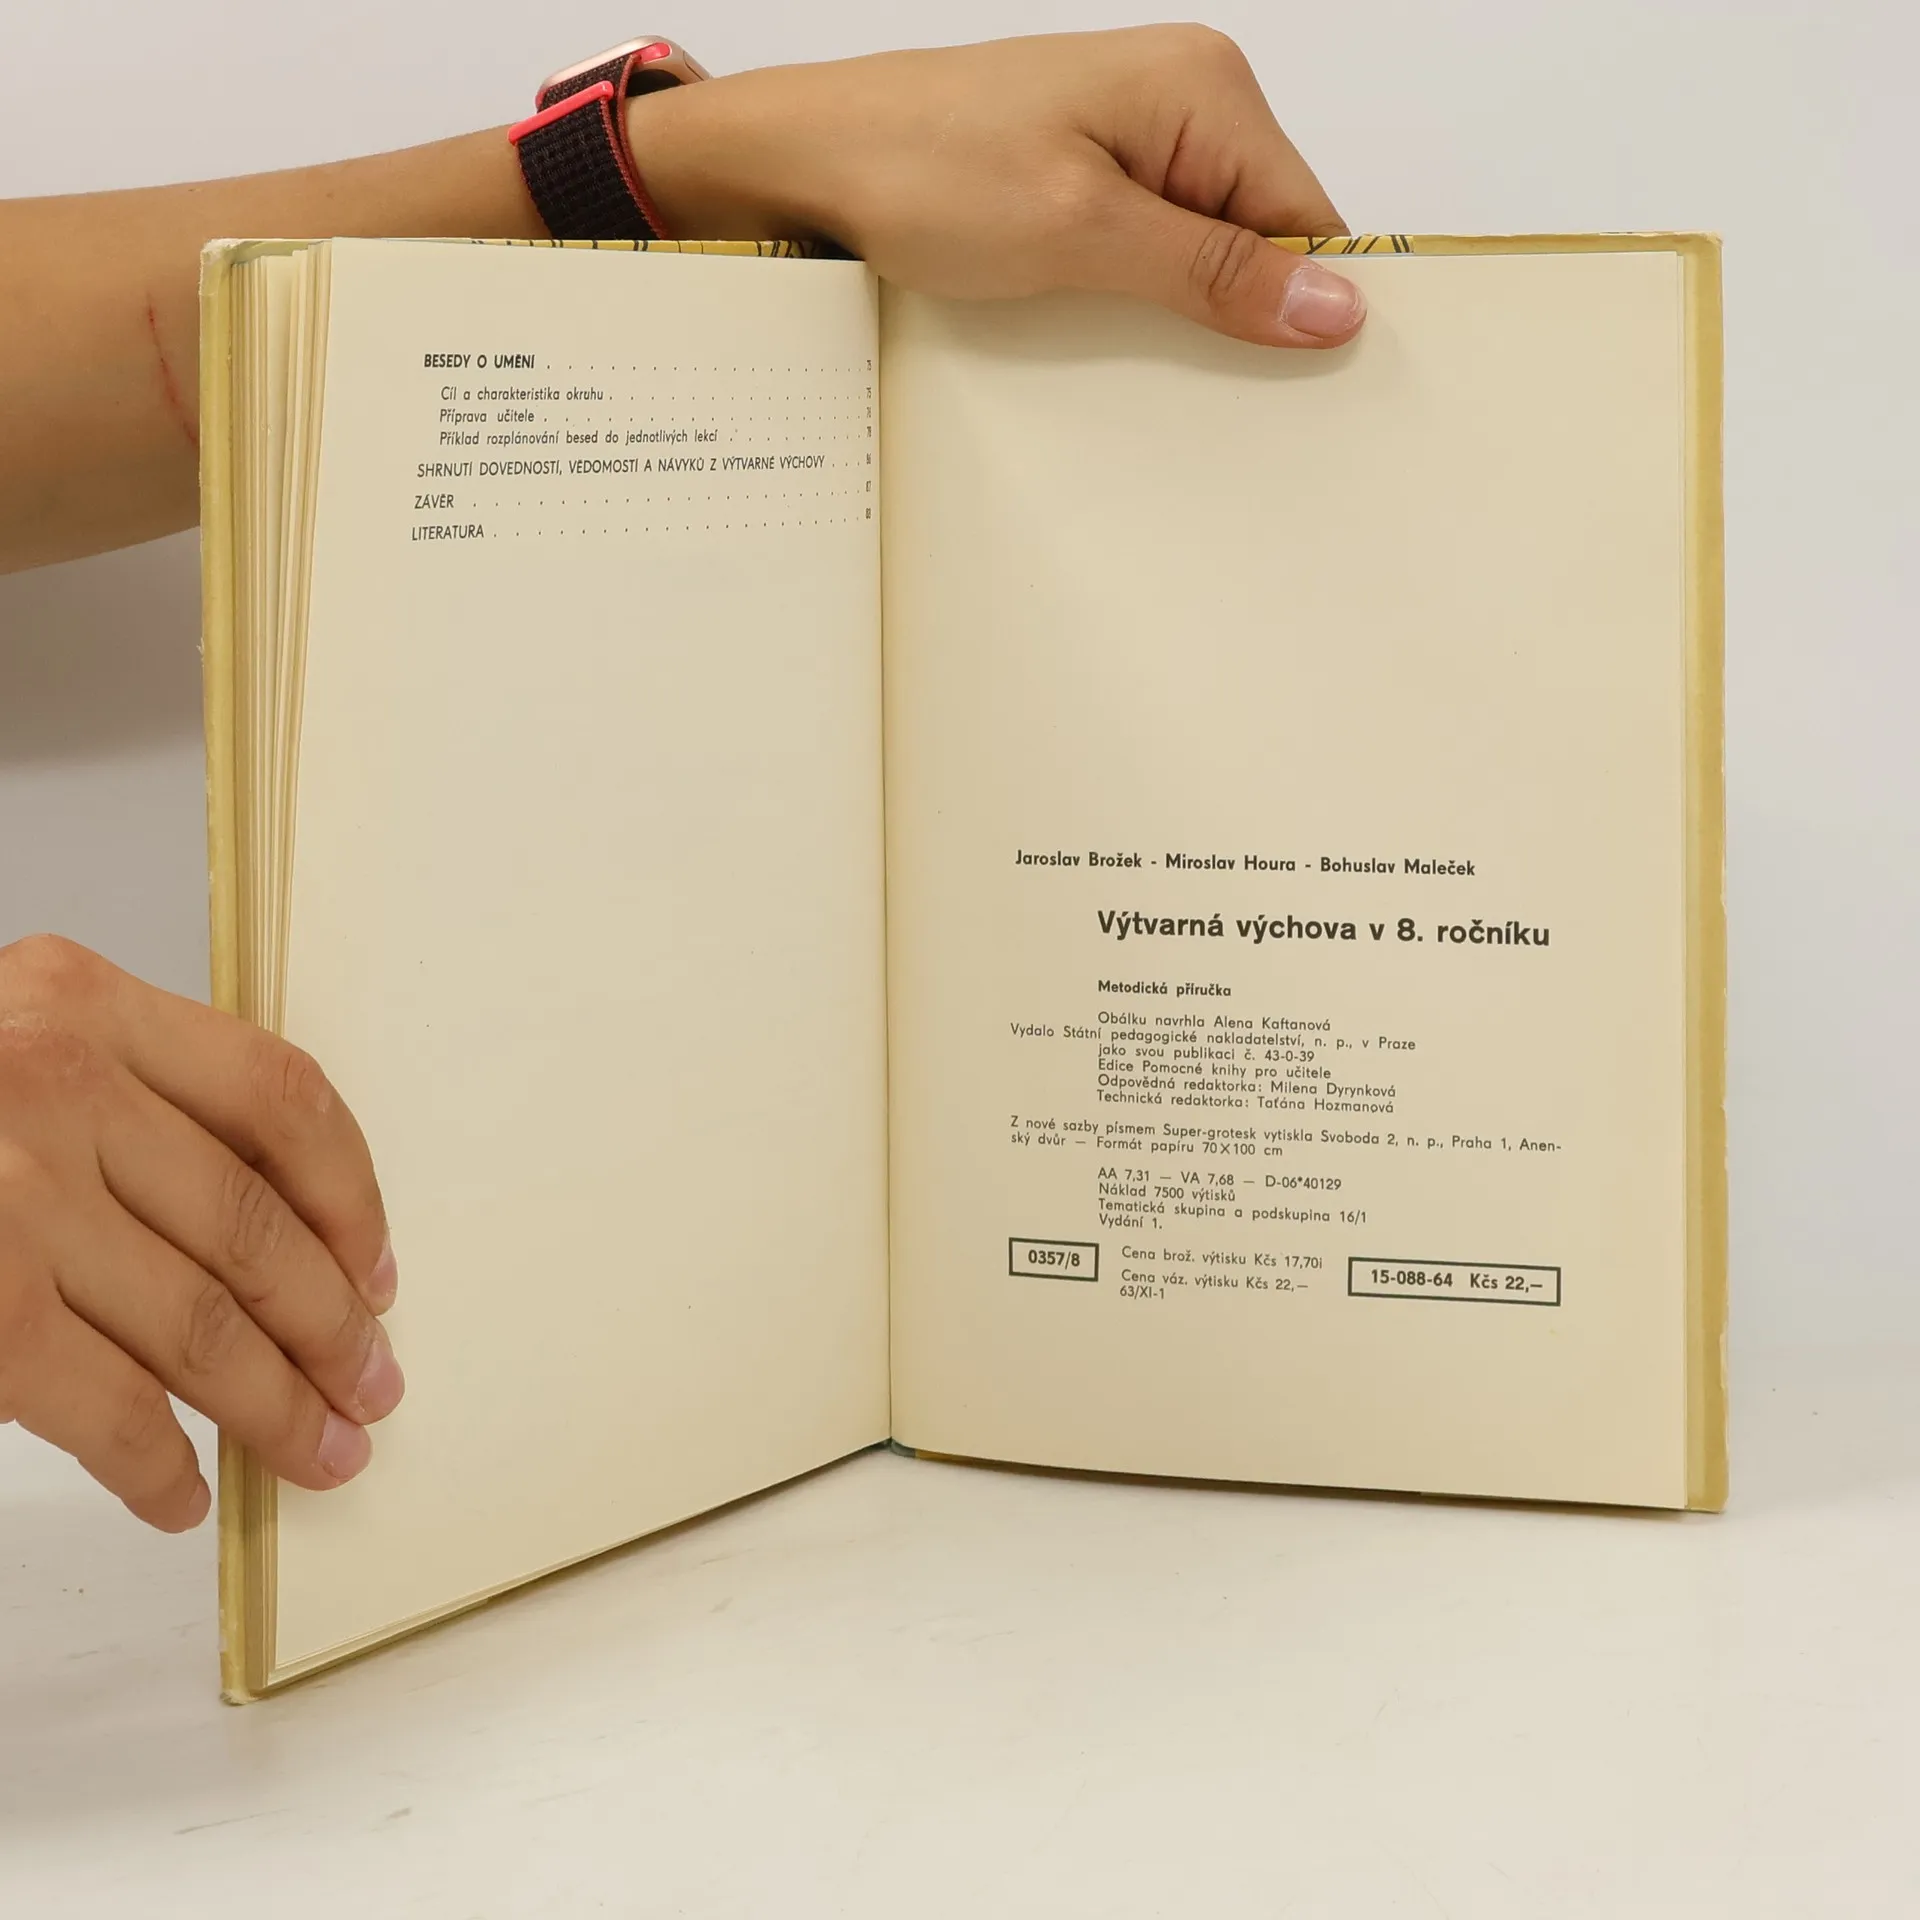 BESEDY O UMĚNÍ . . . . . . . . . . . . . . .
Cíl a charakteristika okruhu . . . . . . . . . . . . 75
Příprava učitele . . . . . . . . . . . . . . .
Příklad rozplánování besed do jednotlivých lekcí . . . . . . . 78
SHRNUTÍ DOVEDNOSTÍ, VĚDOMOSTÍ A NÁVYKŮ Z VÝTVARNÉ VÝCHOVY . . . 86
ZÁVĚR . . . . . . . . . . . . . . . . . . 87
LITERATURA . . . . . . . . . . . . . . . . . 88
Jaroslav Brožek - Miroslav Houra - Bohuslav Maleček
Výtvarná výchova v 8. ročníku
Metodická příručka
Obálku navrhla Alena Kaftanová
Vydalo Státní pedagogické nakladatelství, n. p., v Praze
jako svou publikaci č. 43-0-39
Edice Pomocné knihy pro učitele
Odpovědná redaktorka: Milena Dyrynková
Technická redaktorka: Taťána Hozmanová
Z nové sazby písmem Super-grotesk vytiskla Svoboda 2, n. p., Praha 1, Anen-
ský dvůr — Formát papíru 70×100 cm
AA 7,31 — VA 7,68 — D-06*40129
Náklad 7500 výtisků
Tematická skupina a podskupina 16/1
Vydání 1.
0357/8
Cena brož. výtisku Kčs 17,70i
Cena váz. výtisku Kčs 22,—
63/XI-1
15-088-64 Kčs 22,—